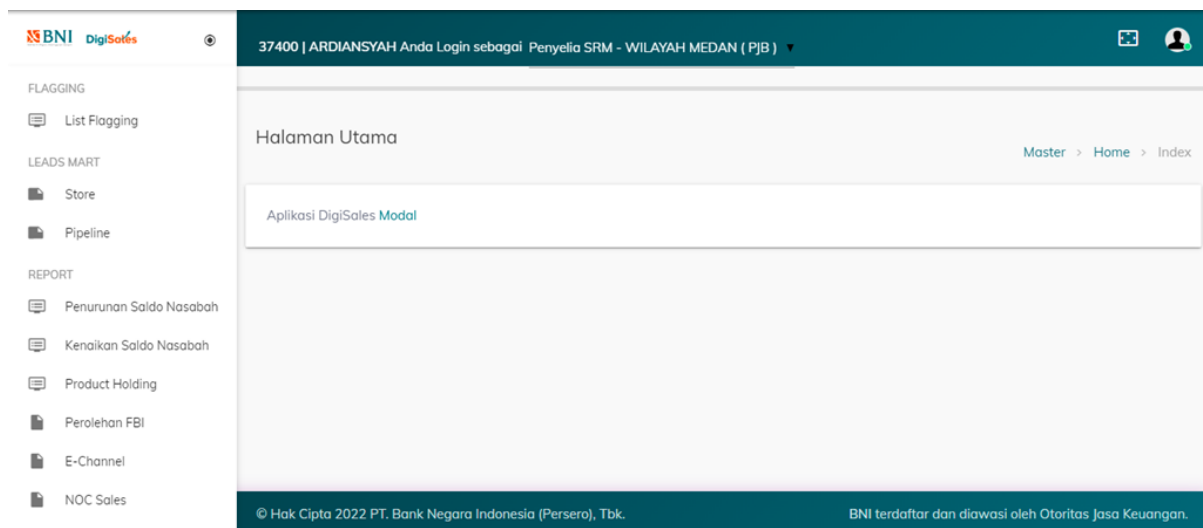 BNI DigiSales
37400 | ARDIANSYAH Anda Login sebagai Penyelia SRM - WILAYAH MEDAN ( PJB )
FLAGGING
List Flagging
LEADS MART
Store
Pipeline
REPORT
Penurunan Saldo Nasabah
Kenaikan Saldo Nasabah
Product Holding
Perolehan FBI
E-Channel
NOC Sales
Halaman Utama
Master > Home > Index
Aplikasi DigiSales Modal
© Hak Cipta 2022 PT. Bank Negara Indonesia (Persero), Tbk.
BNI terdaftar dan diawasi oleh Otoritas Jasa Keuangan.